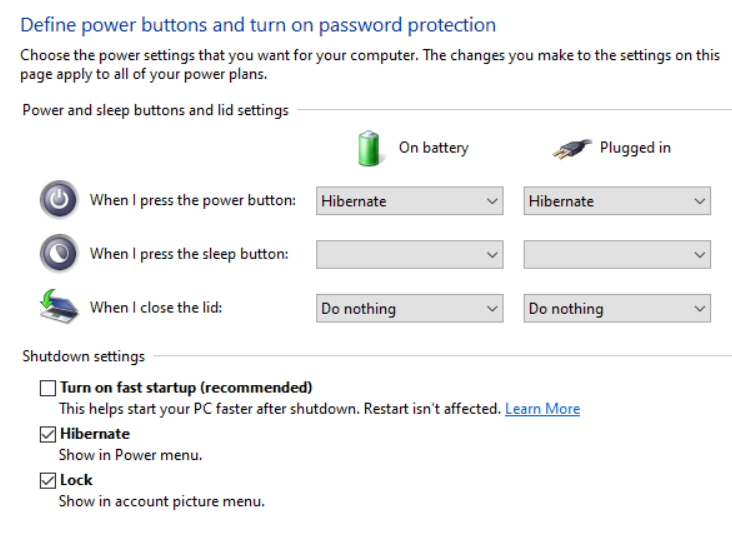 Define power buttons and turn on password protection
Choose the power settings that you want for your computer. The changes you make to the settings on this
page apply to all of your power plans.
Power and sleep buttons and lid settings
On battery Plugged in
When I press the power button: Hibernate Hibernate
When I press the sleep button:
When I close the lid: Do nothing Do nothing
Shutdown settings
Turn on fast startup (recommended)
This helps start your PC faster after shutdown. Restart isn't affected. Learn More
Hibernate
Show in Power menu.
Lock
Show in account picture menu.